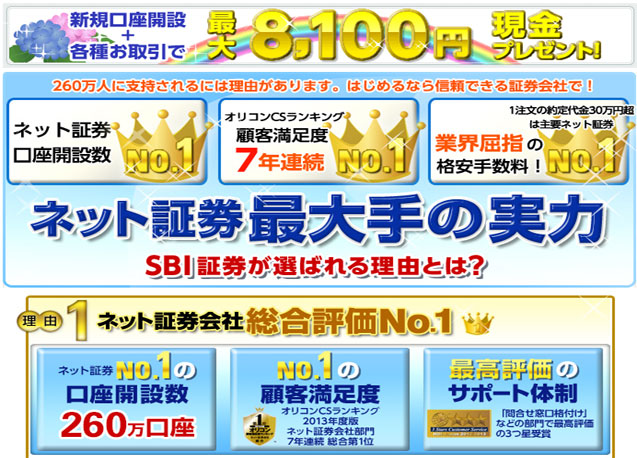 新規口座開設
+
各種お取引で
最大8,100円
現金
プレゼント!
260万人に支持されるには理由があります。はじめるなら信頼できる証券会社で!
ネット証券
口座開設数
No.1
オリコンCSランキング
顧客満足度
7年連続
No.1
1注文の約定代金30万円超
は主要ネット証券
業界屈指の
格安手数料!
No.1
ネット証券最大手の実力
SBI証券が選ばれる理由とは?
理由1 ネット証券会社総合評価No.1
ネット証券No.1の
口座開設数
260万口座
No.1の
顧客満足度
オリコンCSランキング
2013年度版
ネット証券会社部門
7年連続 総合第1位
オリコン
最高評価の
サポート体制
「問合せ窓口格付け」
などの部門で最高評価
の3つ星受賞